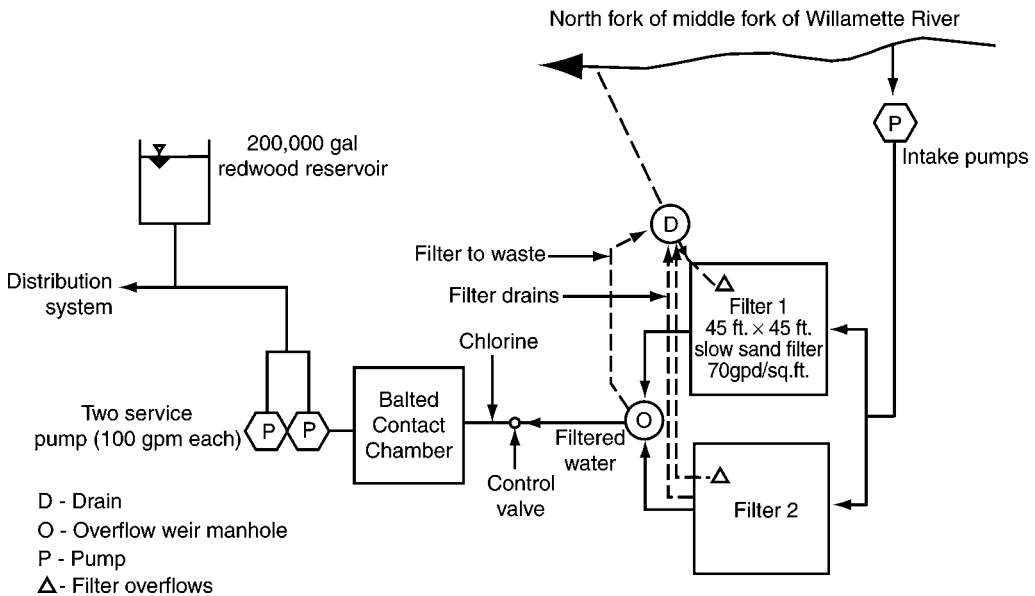 North fork of middle fork of Willamette River
P
Intake pumps
200,000 gal
redwood reservoir
D
Filter to waste
Filter drains
Distribution
system
Filter 1
45 ft. × 45 ft.
slow sand filter
70gpd/sq.ft.
Chlorine
Two service
pump (100 gpm each)
P
P
Balted
Contact
Chamber
Filtered
water
O
Control
valve
Filter 2
D - Drain
O - Overflow weir manhole
P - Pump
Δ - Filter overflows